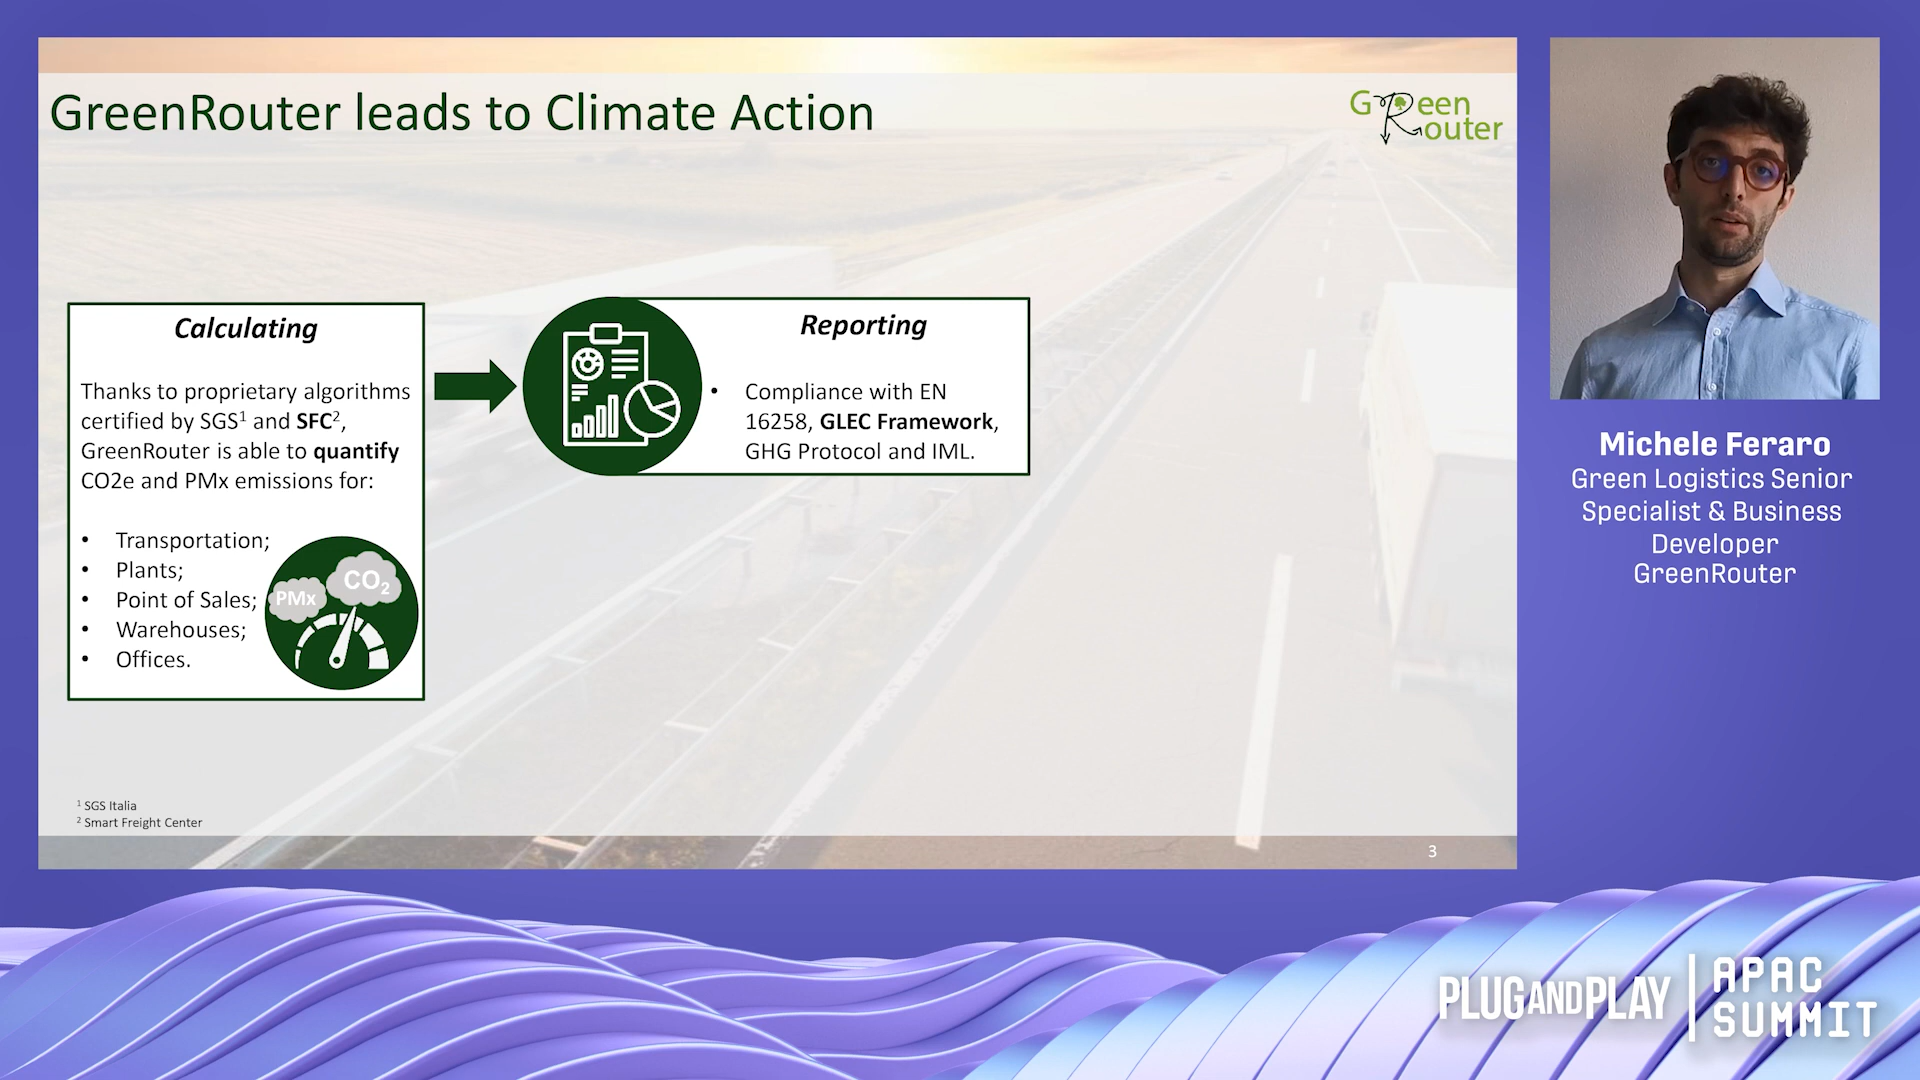 GreenRouter leads to Climate Action
GReen
Router
Calculating
Thanks to proprietary algorithms
certified by SGS¹ and SFC²,
GreenRouter is able to quantify
CO2e and PMx emissions for:
• Transportation;
• Plants;
• Point of Sales;
• Warehouses;
• Offices.
PMx
CO₂
Reporting
• Compliance with EN
16258, GLEC Framework,
GHG Protocol and IML.
¹ SGS Italia
² Smart Freight Center
3
Michele Feraro
Green Logistics Senior
Specialist & Business
Developer
GreenRouter
PLUGANDPLAY
APAC
SUMMIT